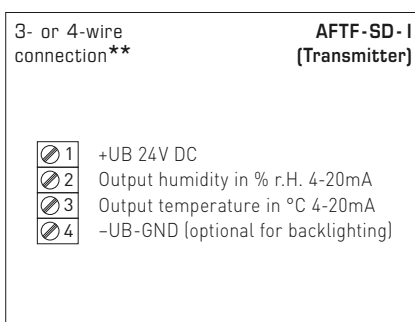 3- or 4-wire
connection**
AFTF-SD-I
(Transmitter)
1 +UB 24V DC
2 Output humidity in % r.H. 4-20mA
3 Output temperature in °C 4-20mA
4 –UB-GND (optional for backlighting)